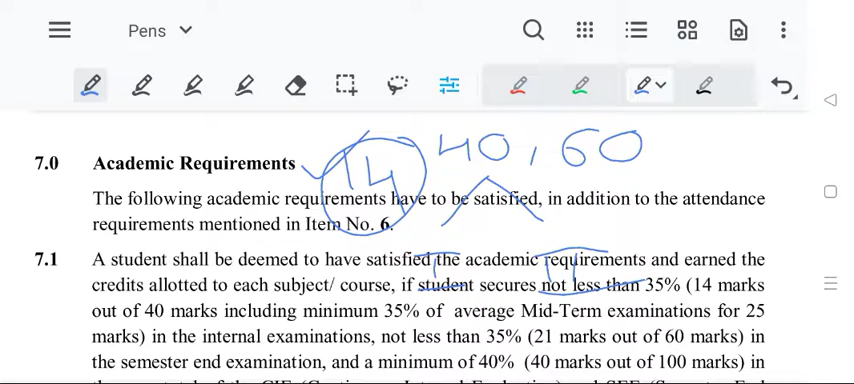 Pens
40, 60
14
7.0 Academic Requirements
The following academic requirements have to be satisfied, in addition to the attendance
requirements mentioned in Item No. 6.
I II
7.1 A student shall be deemed to have satisfied the academic requirements and earned the
credits allotted to each subject/ course, if student secures not less than 35% (14 marks
out of 40 marks including minimum 35% of average Mid-Term examinations for 25
marks) in the internal examinations, not less than 35% (21 marks out of 60 marks) in
the semester end examination, and a minimum of 40% (40 marks out of 100 marks) in